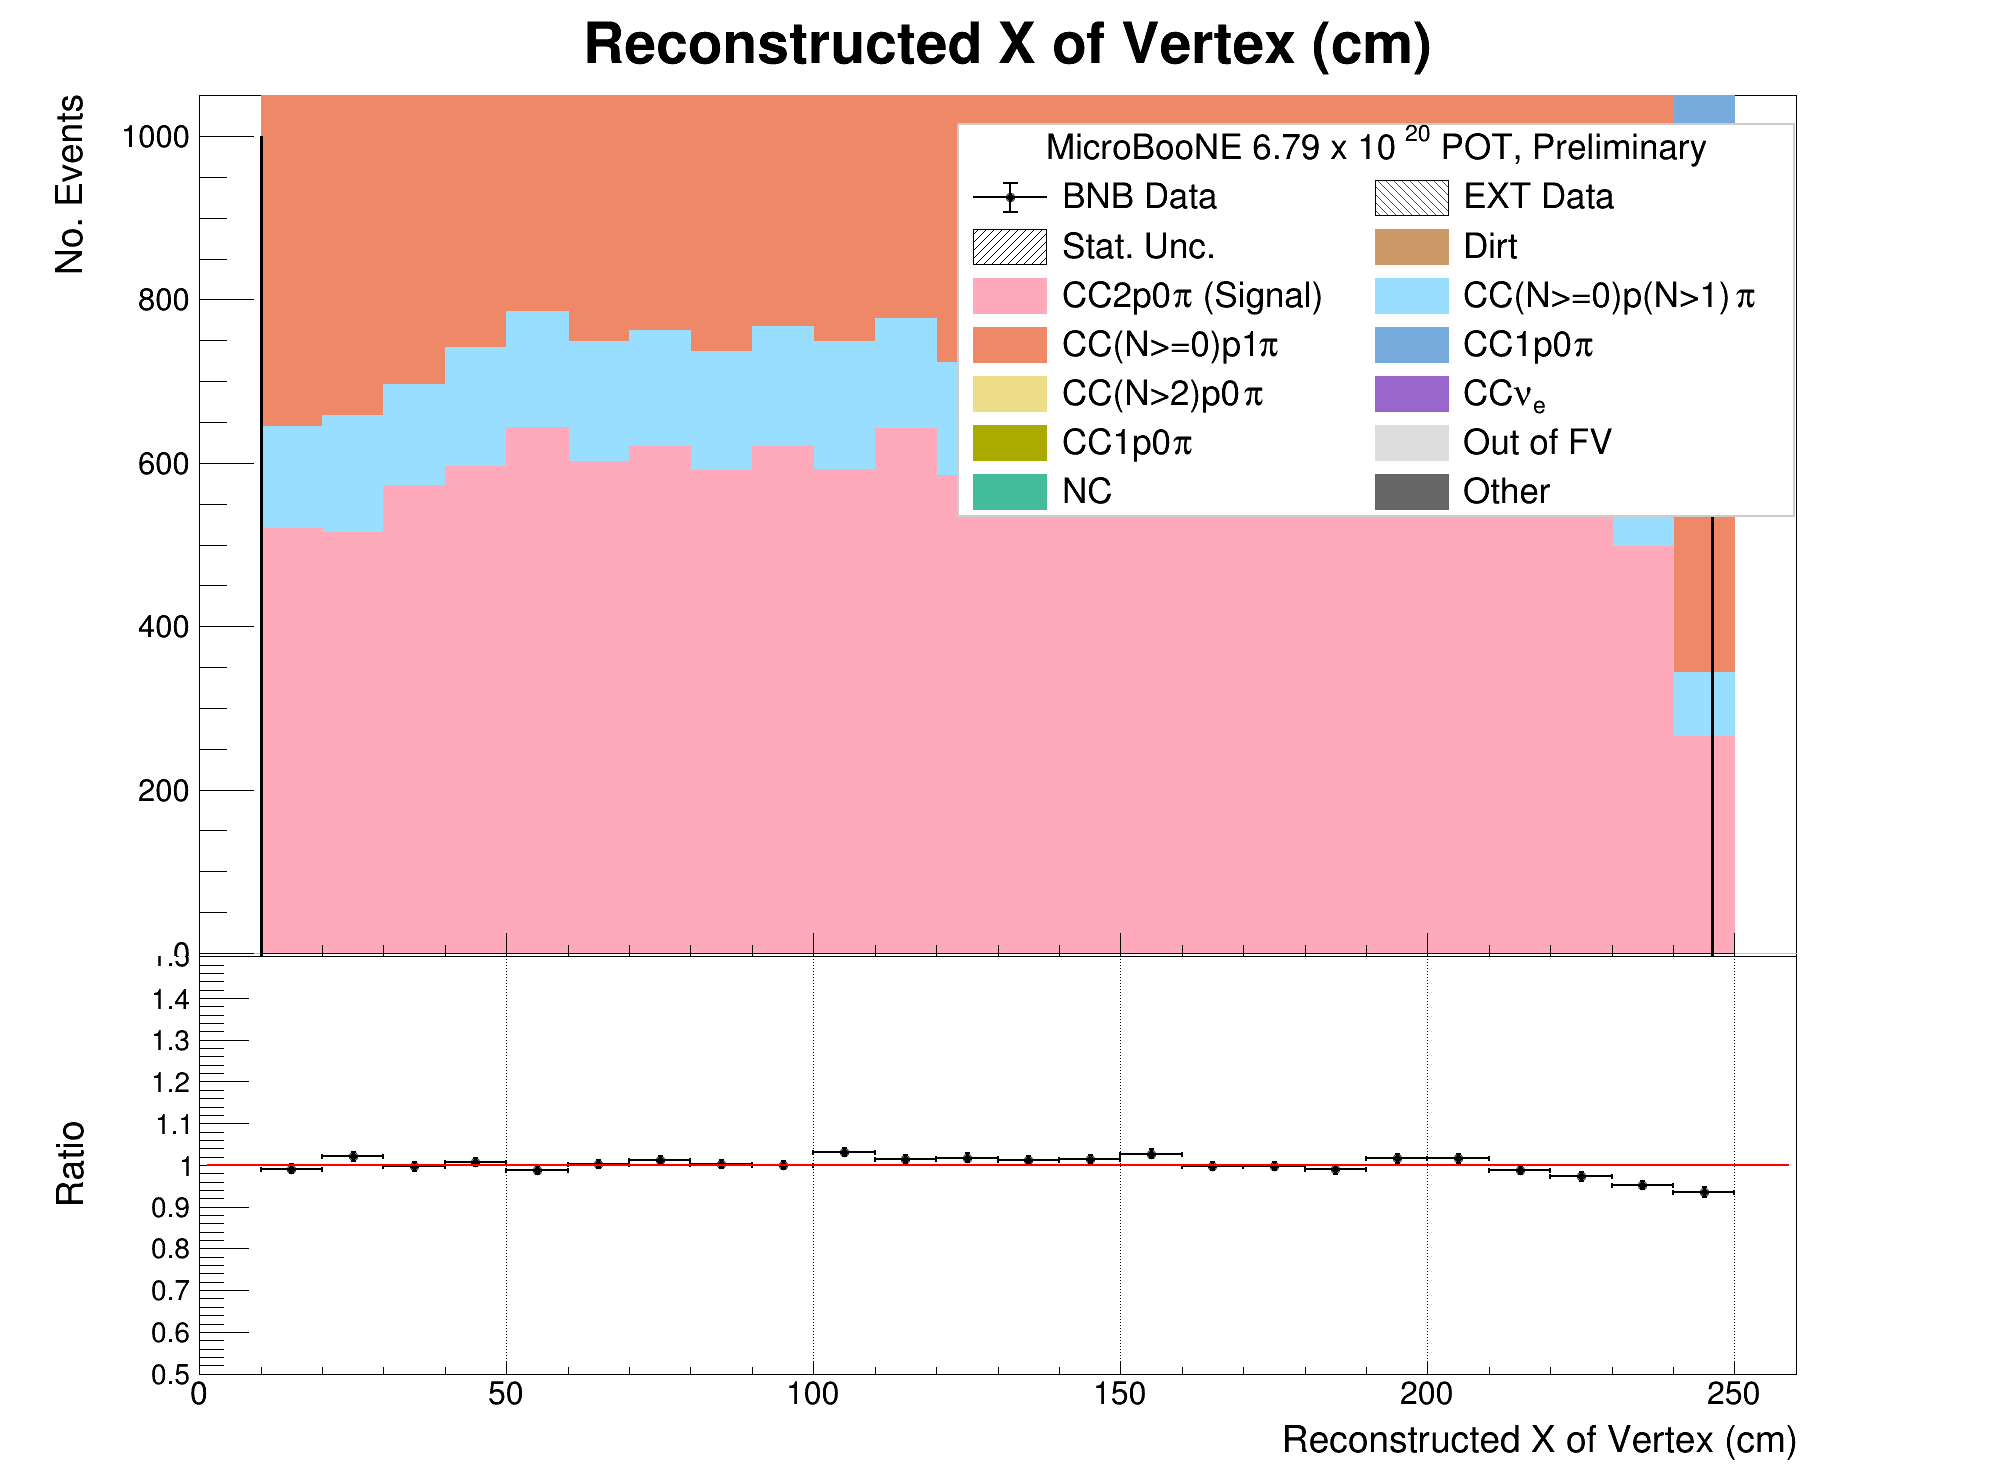 Reconstructed X of Vertex (cm)
No. Events
1000
800
600
400
200
0
MicroBooNE 6.79 x 10 20 POT, Preliminary
BNB Data
EXT Data
Stat. Unc.
Dirt
CC2p0π (Signal)
CC(N>=0)p(N>1)π
CC(N>=0)p1π
CC1p0π
CC(N>2)p0π
CCνe
CC1p0π
Out of FV
NC
Other
Ratio
1.5
1.4
1.3
1.2
1.1
1
0.9
0.8
0.7
0.6
0.5
0 50 100 150 200 250
Reconstructed X of Vertex (cm)